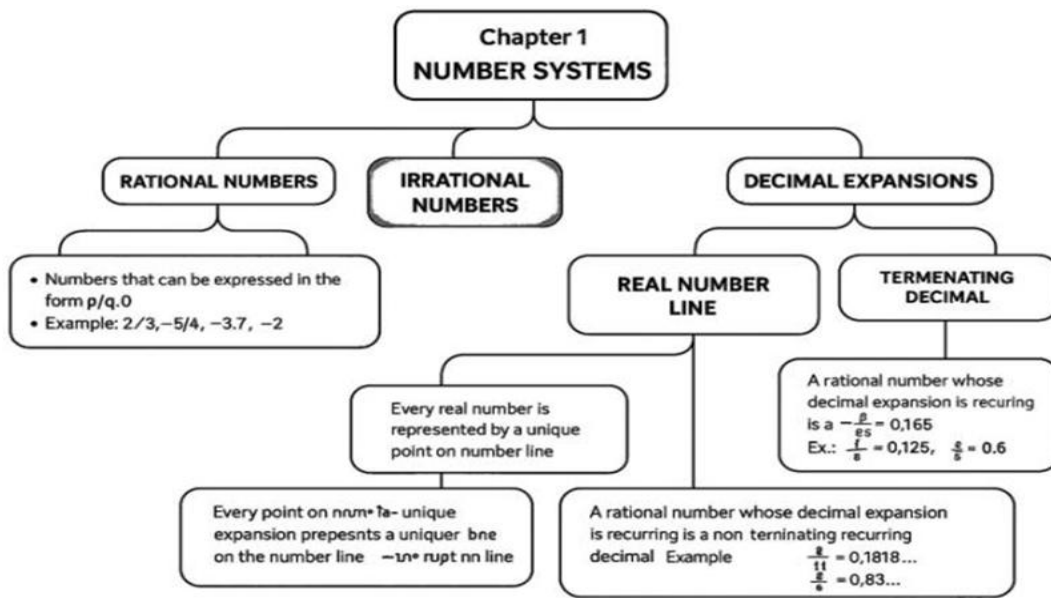 Chapter 1
NUMBER SYSTEMS
RATIONAL NUMBERS
IRRATIONAL
NUMBERS
DECIMAL EXPANSIONS
• Numbers that can be expressed in the
form p/q.0
• Example: 2/3, −5/4, −3.7, −2
REAL NUMBER
LINE
TERMENATING
DECIMAL
Every real number is
represented by a unique
point on number line
A rational number whose
decimal expansion is recuring
is a = 0,165
Ex.: = 0,125, = 0.6
Every point on unique
expansion prepesnts a uniquer bne
on the number line nn line
A rational number whose decimal expansion
is recurring is a non terninating recurring
decimal Example = 0,1818...
= 0,83...